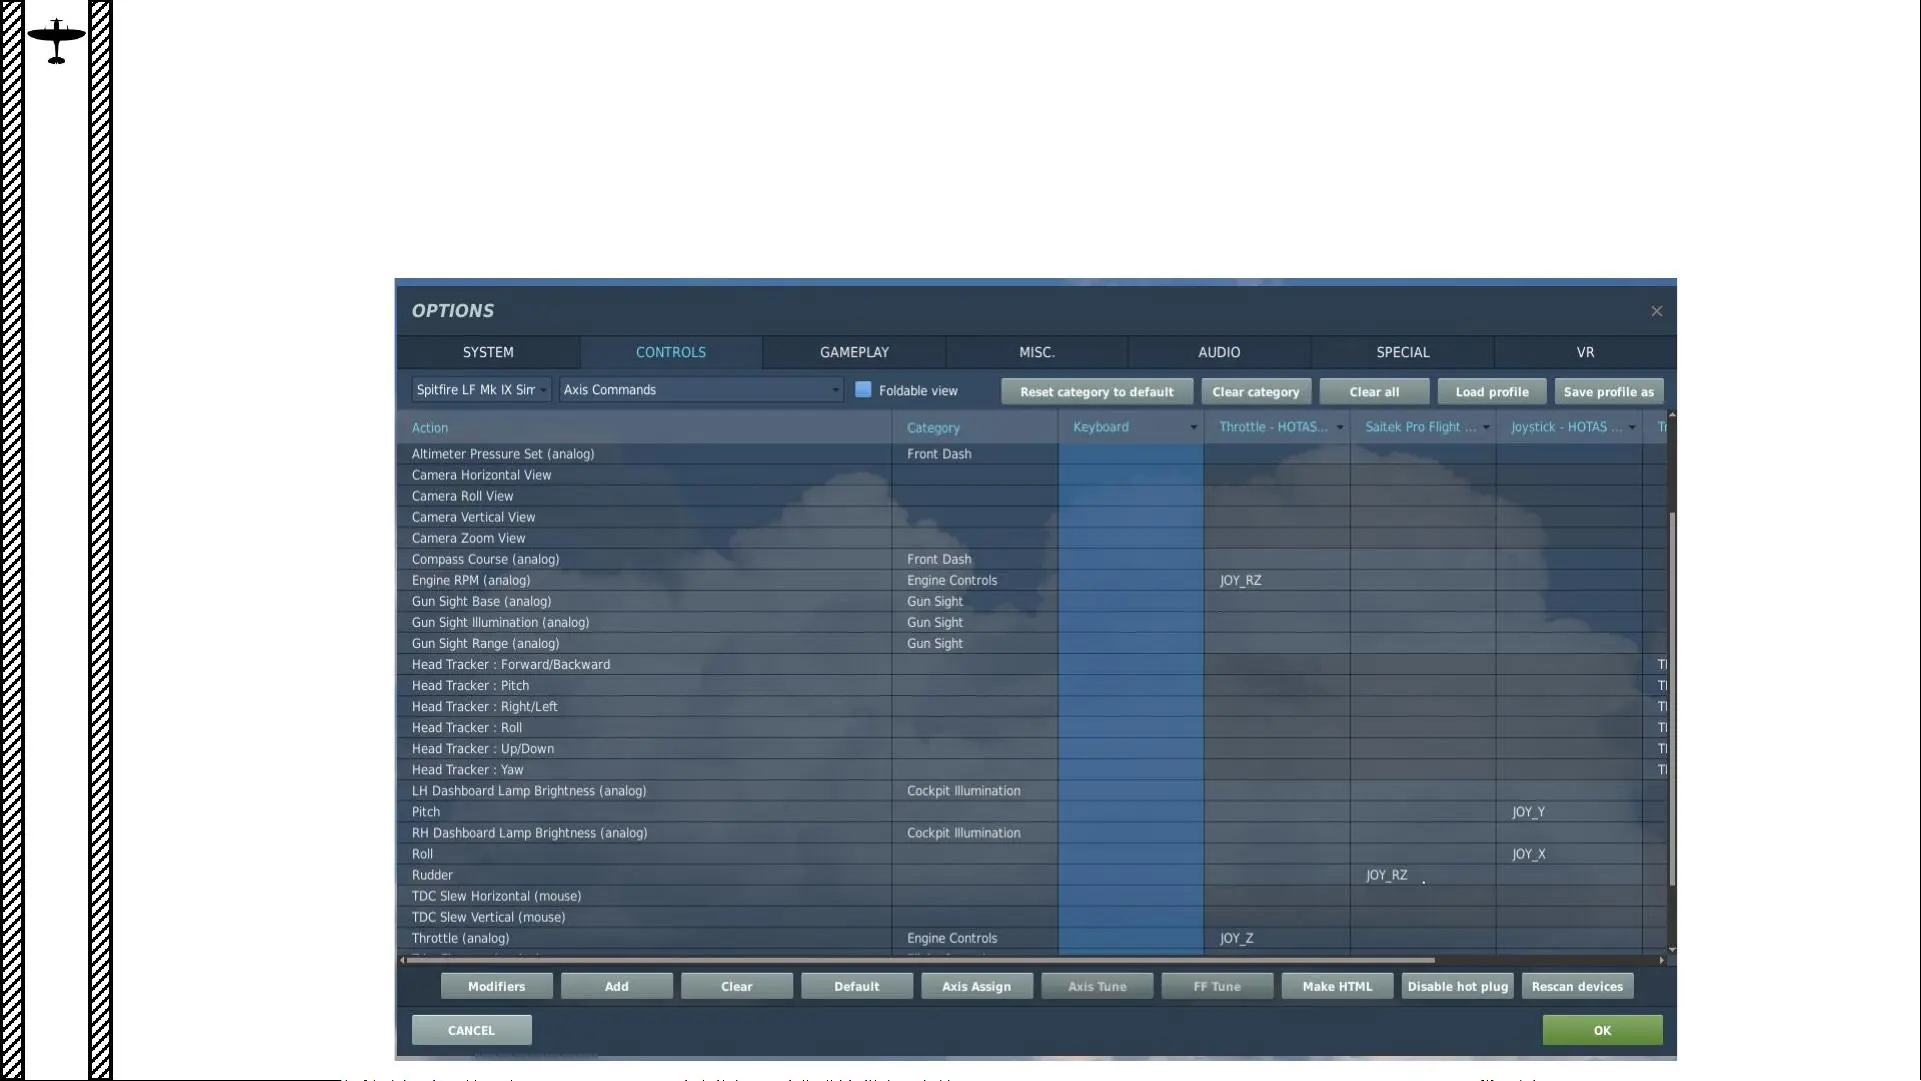 OPTIONS
SYSTEM CONTROLS GAMEPLAY MISC. AUDIO SPECIAL VR
Spitfire LF Mk IX Sim Axis Commands Foldable view Reset category to default Clear category Clear all Load profile Save profile as
Action Category Keyboard Throttle - HOTAS... Saitek Pro Flight ... Joystick - HOTAS ...
Altimeter Pressure Set (analog) Front Dash
Camera Horizontal View
Camera Roll View
Camera Vertical View
Camera Zoom View
Compass Course (analog) Front Dash
Engine RPM (analog) Engine Controls JOY_RZ
Gun Sight Base (analog) Gun Sight
Gun Sight Illumination (analog) Gun Sight
Gun Sight Range (analog) Gun Sight
Head Tracker : Forward/Backward
Head Tracker : Pitch
Head Tracker : Right/Left
Head Tracker : Roll
Head Tracker : Up/Down
Head Tracker : Yaw
LH Dashboard Lamp Brightness (analog) Cockpit Illumination
Pitch JOY_Y
RH Dashboard Lamp Brightness (analog) Cockpit Illumination
Roll JOY_X
Rudder JOY_RZ
TDC Slew Horizontal (mouse)
TDC Slew Vertical (mouse)
Throttle (analog) Engine Controls JOY_Z
Modifiers Add Clear Default Axis Assign Axis Tune FF Tune Make HTML Disable hot plug Rescan devices
CANCEL OK